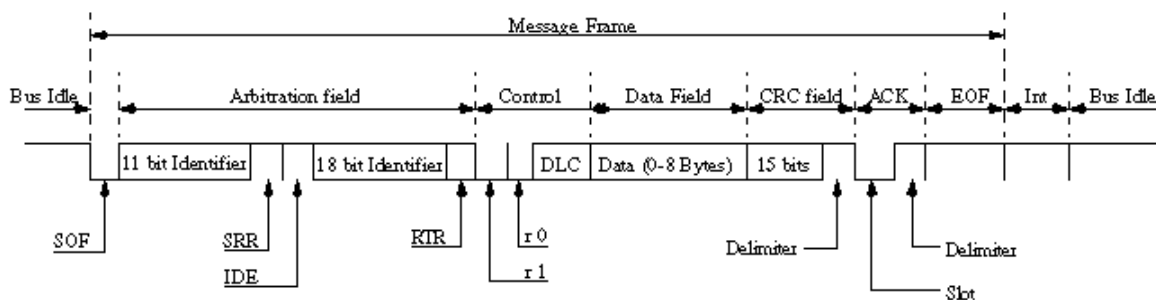 Message Frame
Bus Idle Arbitration field Control Data Field CRC field ACK EOF Int Bus Idle
11 bit Identifier 18 bit Identifier DLC Data (0-8 Bytes) 15 bits
SOF SRR RTR r 0 Delimiter Delimiter
IDE r 1
Slot